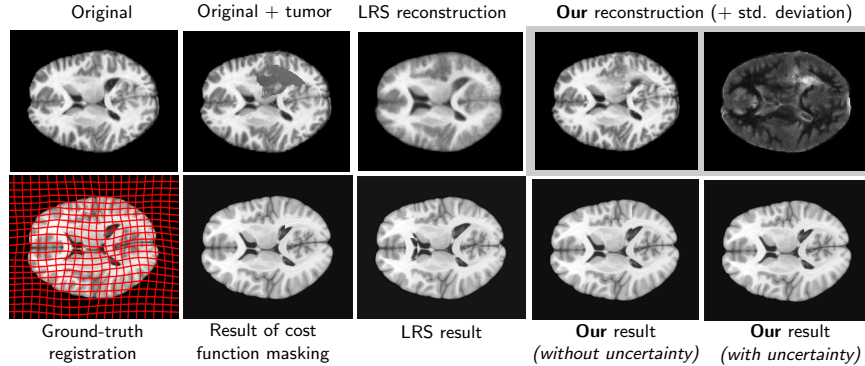 Original
Original + tumor
LRS reconstruction
Our reconstruction (+ std. deviation)
Ground-truth
registration
Result of cost
function masking
LRS result
Our result
(without uncertainty)
Our result
(with uncertainty)